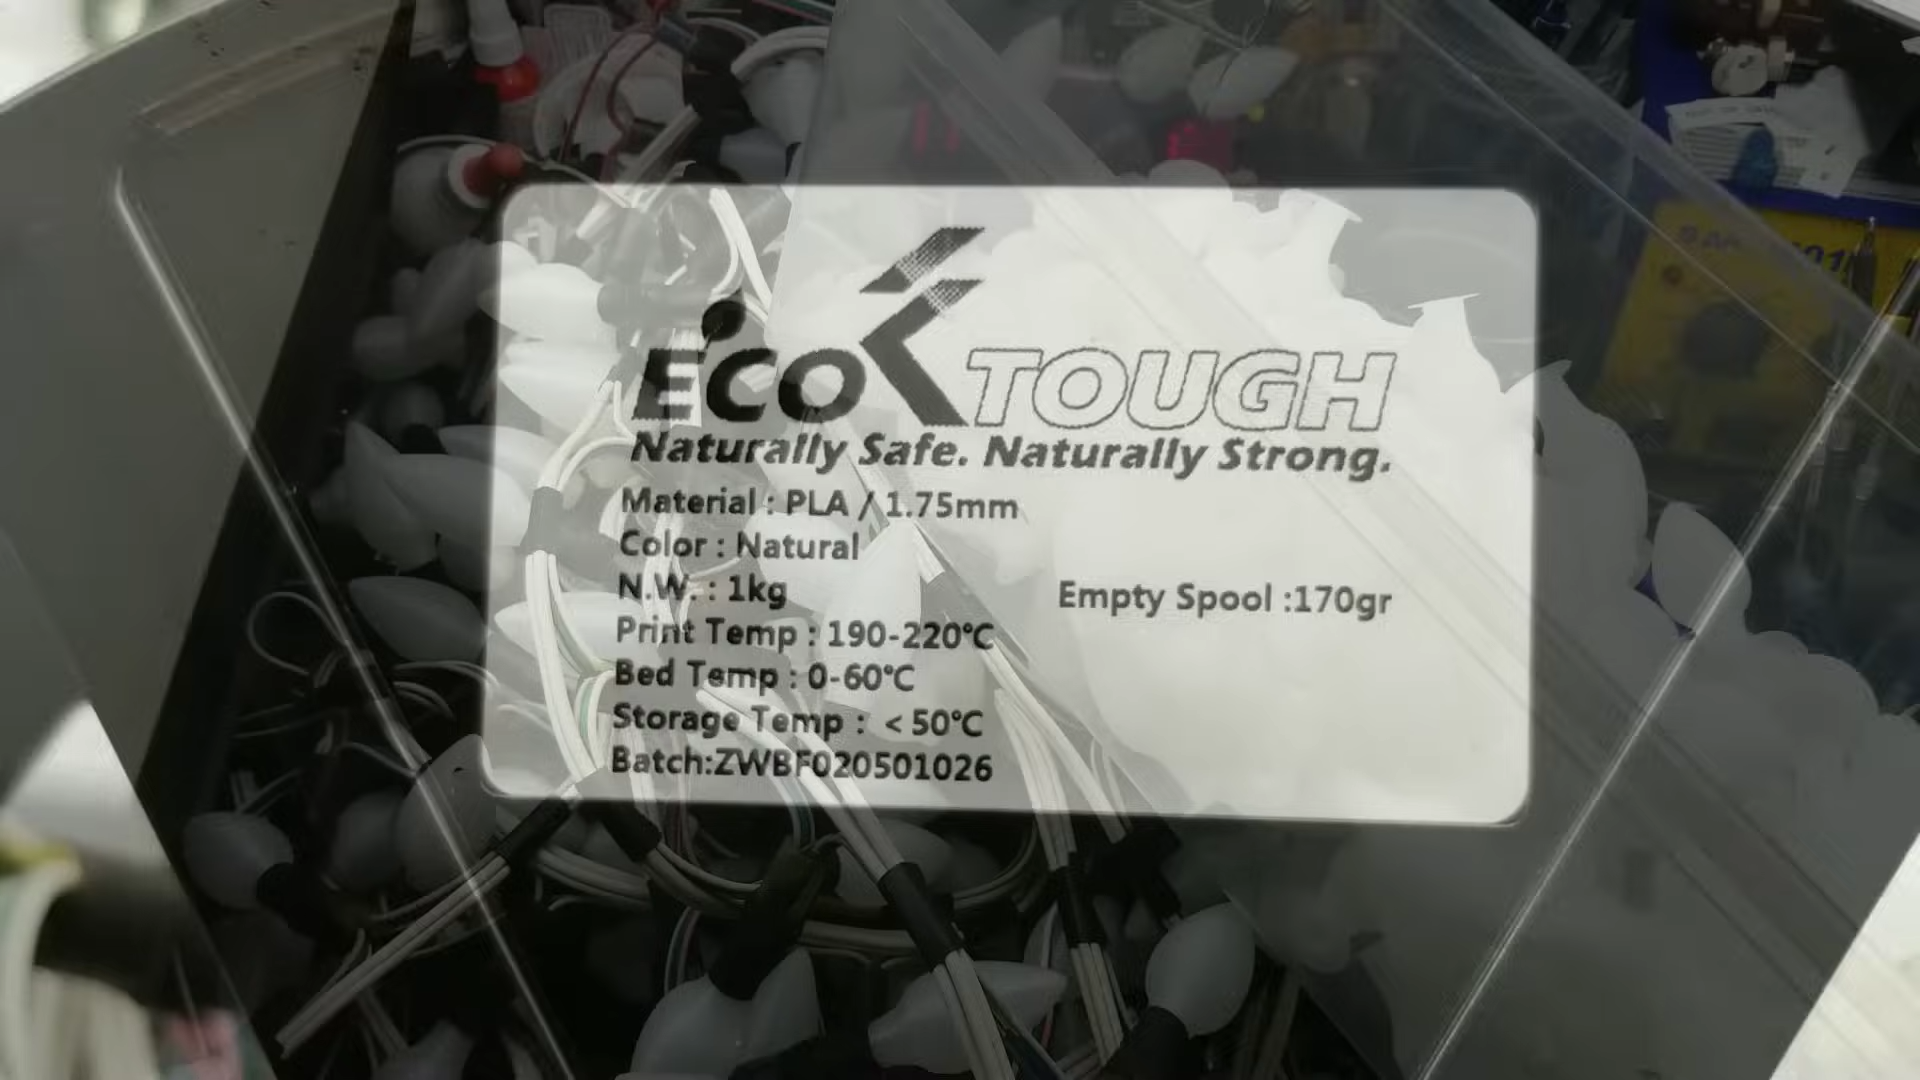 ECO TOUGH
Naturally Safe. Naturally Strong.
Material : PLA / 1.75mm
Color : Natural
N.W. : 1kg
Empty Spool :170gr
Print Temp : 190-220℃
Bed Temp : 0-60℃
Storage Temp : < 50℃
Batch:ZWBF020501026